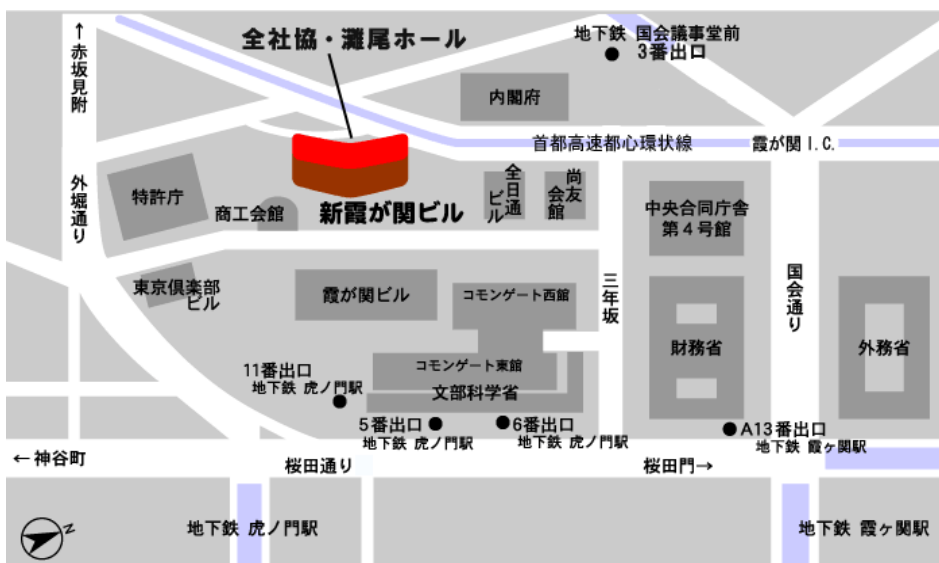 ↑赤坂見附
全社協・灘尾ホール
地下鉄 国会議事堂前
3番出口
内閣府
首都高速都心環状線
霞が関 I.C.
外堀通り
特許庁
商工会館
新霞が関ビル
全日通
ビル
尚友
会館
中央合同庁舎
第4号館
東京倶楽部
ビル
霞が関ビル
コモンゲート西館
三年坂
国会通り
財務省
外務省
コモンゲート東館
文部科学省
11番出口
地下鉄 虎ノ門駅
5番出口
地下鉄 虎ノ門駅
6番出口
地下鉄 虎ノ門駅
A13番出口
地下鉄 霞ヶ関駅
←神谷町
桜田通り
桜田門→
地下鉄 虎ノ門駅
地下鉄 霞ヶ関駅
N